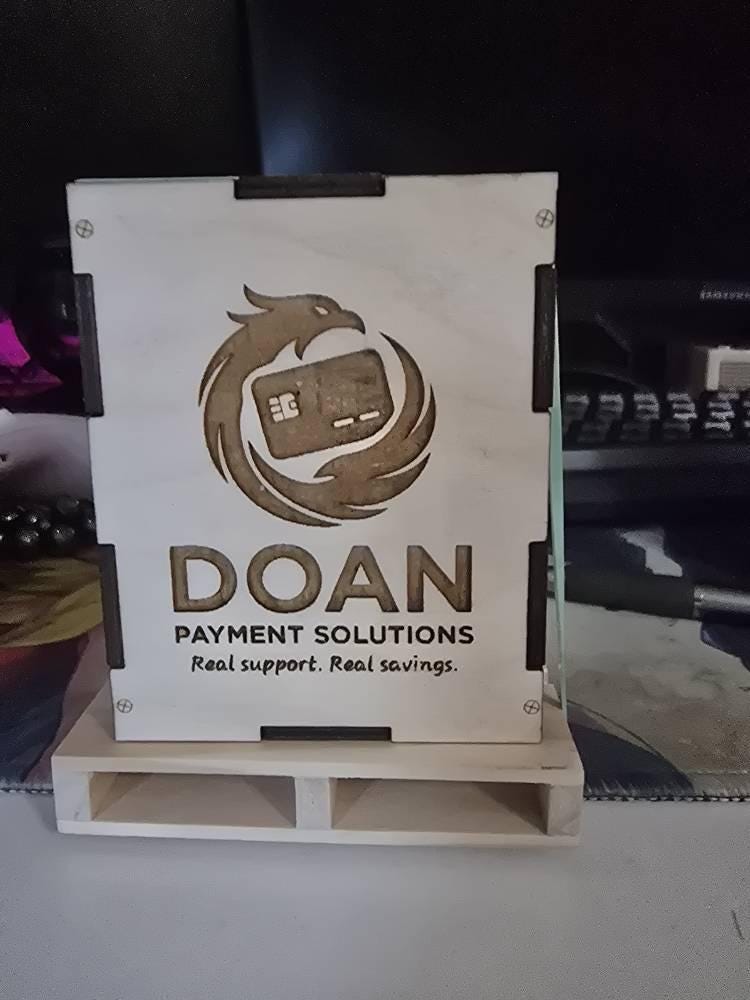 DOAN
PAYMENT SOLUTIONS
Real support. Real savings.